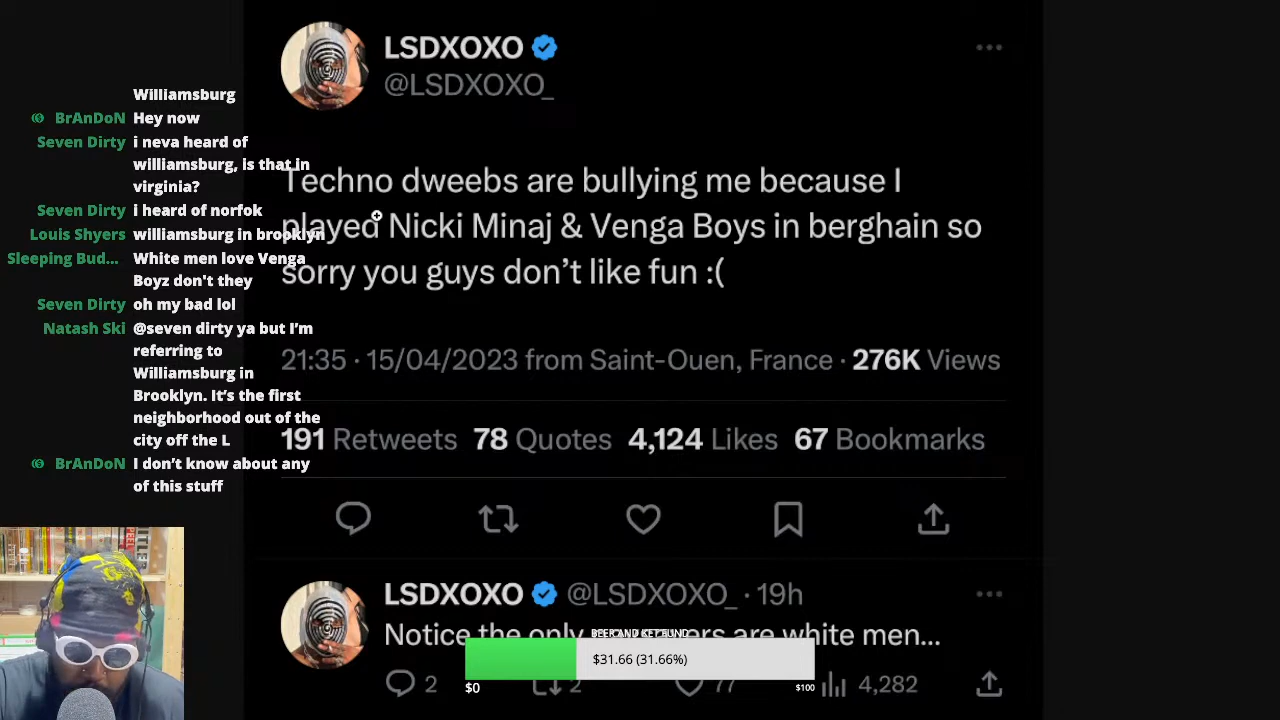 LSDXOXO
@LSDXOXO_
Techno dweebs are bullying me because I
played Nicki Minaj & Venga Boys in berghain so
sorry you guys don’t like fun :(
21:35 · 15/04/2023 from Saint-Ouen, France · 276K Views
191 Retweets 78 Quotes 4,124 Likes 67 Bookmarks
LSDXOXO @LSDXOXO_ · 19h
Notice the only are white men...
2 2 77 4,282
Williamsburg
BrAnDoN Hey now
Seven Dirty i neva heard of
williamsburg, is that in
virginia?
Seven Dirty i heard of norfok
Louis Shyers williamsburg in brooklyn
Sleeping Bud... White men love Venga
Boyz don't they
Seven Dirty oh my bad lol
Natash Ski @seven dirty ya but I’m
referring to
Williamsburg in
Brooklyn. It’s the first
neighborhood out of the
city off the L
BrAnDoN I don’t know about any
of this stuff
BEER AND KET FUND
$31.66 (31.66%)
$0 $100